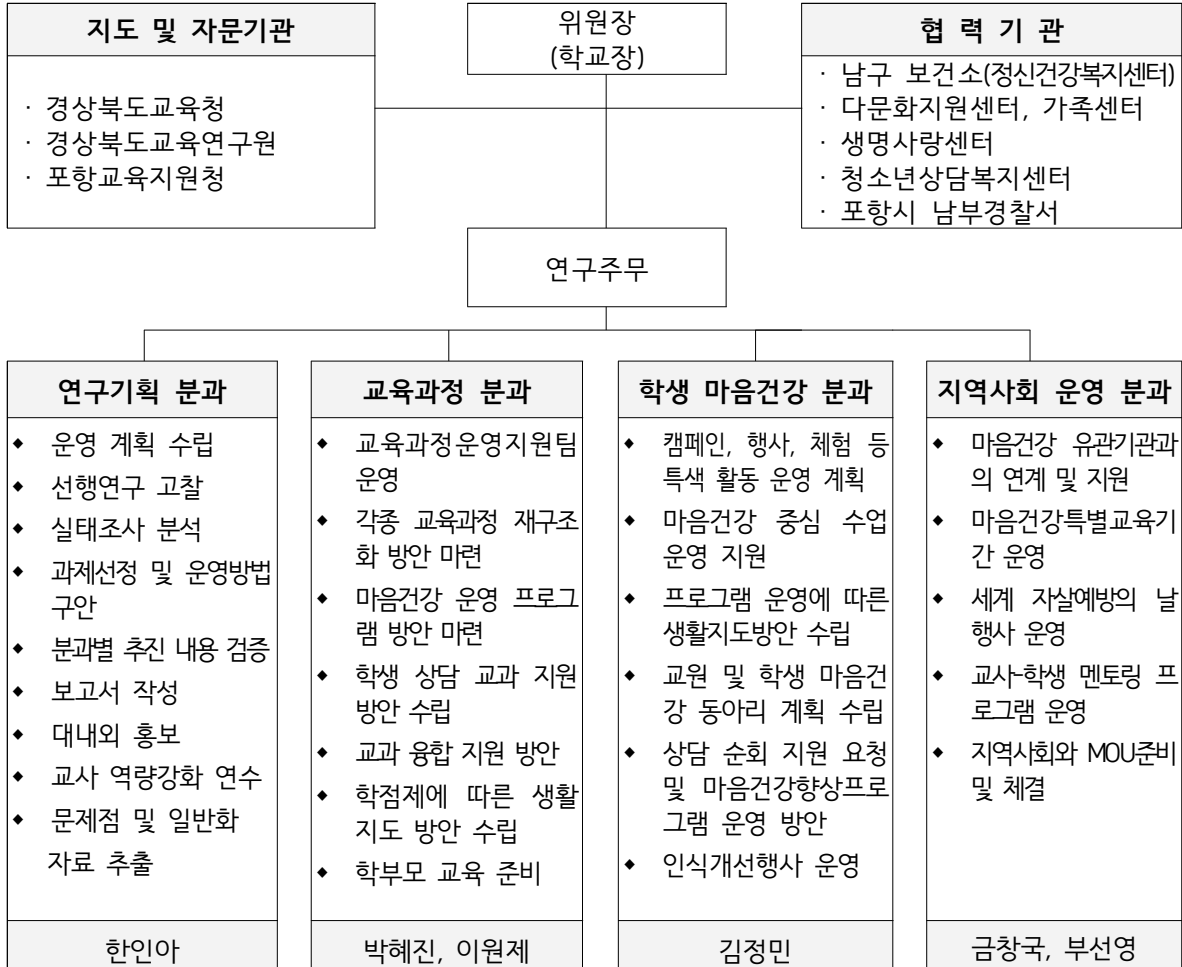 지도 및 자문기관
· 경상북도교육청
· 경상북도교육연구원
· 포항교육지원청
위원장
(학교장)
협 력 기 관
· 남구 보건소(정신건강복지센터)
· 다문화지원센터, 가족센터
· 생명사랑센터
· 청소년상담복지센터
· 포항시 남부경찰서
연구주무
연구기획 분과
◆ 운영 계획 수립
◆ 선행연구 고찰
◆ 실태조사 분석
◆ 과제선정 및 운영방법
구안
◆ 분과별 추진 내용 검증
◆ 보고서 작성
◆ 대내외 홍보
◆ 교사 역량강화 연수
◆ 문제점 및 일반화
자료 추출
한인아
교육과정 분과
◆ 교육과정운영지원팀
운영
◆ 각종 교육과정 재구조
화 방안 마련
◆ 마음건강 운영 프로그
램 방안 마련
◆ 학생 상담 교과 지원
방안 수립
◆ 교과 융합 지원 방안
◆ 학점제에 따른 생활
지도 방안 수립
◆ 학부모 교육 준비
박혜진, 이원제
학생 마음건강 분과
◆ 캠페인, 행사, 체험 등
특색 활동 운영 계획
◆ 마음건강 중심 수업
운영 지원
◆ 프로그램 운영에 따른
생활지도방안 수립
◆ 교원 및 학생 마음건
강 동아리 계획 수립
◆ 상담 순회 지원 요청
및 마음건강향상프로
그램 운영 방안
◆ 인식개선행사 운영
김정민
지역사회 운영 분과
◆ 마음건강 유관기관과
의 연계 및 지원
◆ 마음건강특별교육기
간 운영
◆ 세계 자살예방의 날
행사 운영
◆ 교사-학생 멘토링 프
로그램 운영
◆ 지역사회와 MOU준비
및 체결
금창국, 부선영